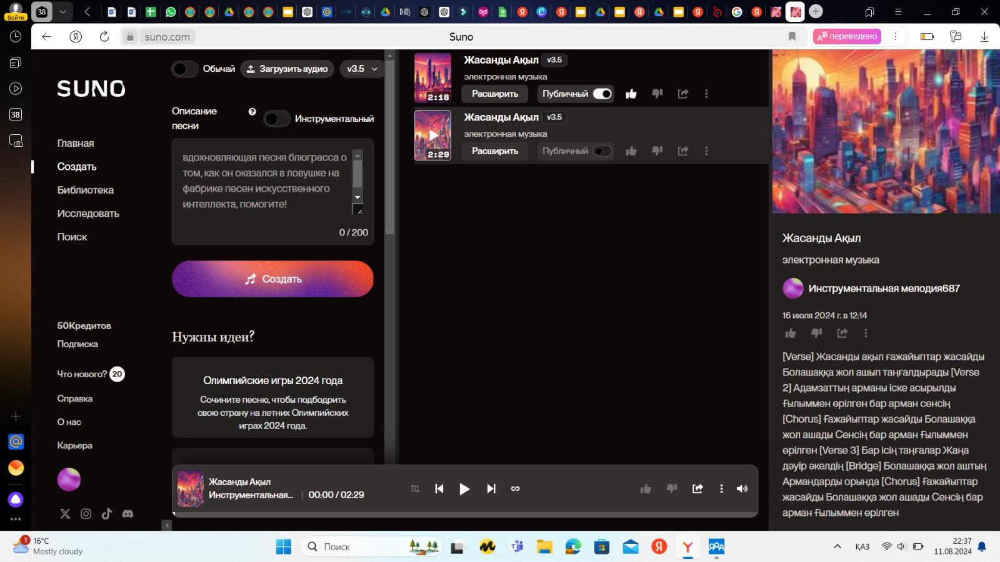 38
Войти
suno.com
Suno
переведено
38
SUNO
Главная
Создать
Библиотека
Исследовать
Поиск
50Кредитов
Подписка
Что нового? 20
Справка
О нас
Карьера
Обычай
Загрузить аудио
v3.5
Описание песни
Инструментальный
вдохновляющая песня блюграсса о
том, как он оказался в ловушке на
фабрике песен искусственного
интеллекта, помогите!
0 / 200
Создать
Нужны идеи?
Олимпийские игры 2024 года
Сочините песню, чтобы подбодрить
свою страну на летних Олимпийских
играх 2024 года.
2:18
Жасанды Ақыл v3.5
электронная музыка
Расширить Публичный
2:29
Жасанды Ақыл v3.5
электронная музыка
Расширить Публичный
Жасанды Ақыл
электронная музыка
Инструментальная мелодия687
16 июля 2024 г. в 12:14
[Verse] Жасанды ақыл ғажайыптар жасайды
Болашаққа жол ашып таңғалдырады [Verse
2] Адамзаттың арманы іске асырылды
Ғылыммен өрілген бар арман сенсің
[Chorus] Ғажайыптар жасайды Болашаққа
жол ашады Сенсің бар арман Ғылыммен
өрілген [Verse 3] Бар ісің таңғалар Жаңа
дәуір әкелдің [Bridge] Болашаққа жол аштың
Армандарды орында [Chorus] Ғажайыптар
жасайды Болашаққа жол ашады Сенсің бар
арман Ғылыммен өрілген
Жасанды Ақыл
Инструментальная... | 00:00 / 02:29
1
16°C
Mostly cloudy
Поиск
ҚАЗ
22:37
11.08.2024